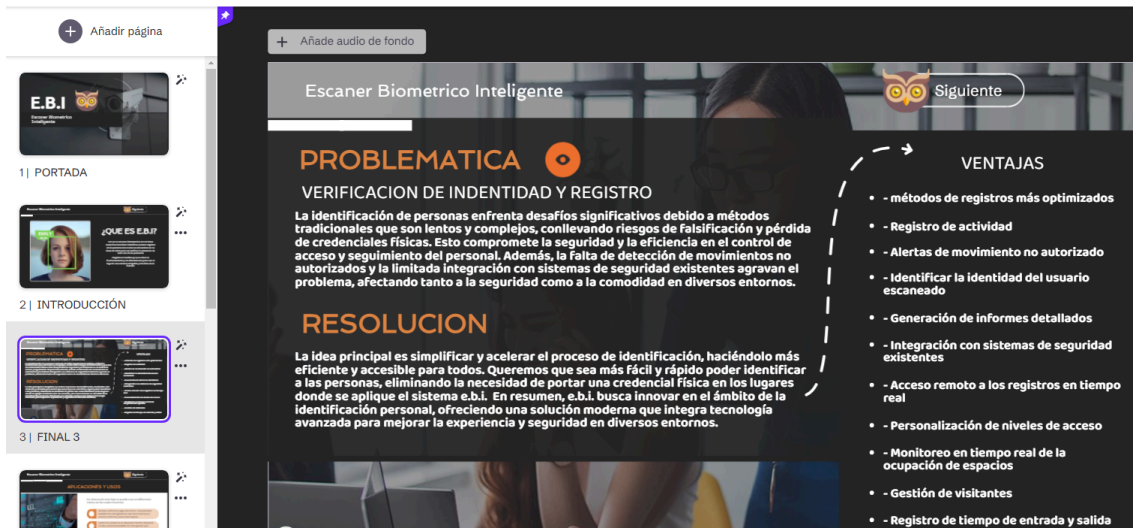 Añadir página
E.B.I
Escaner Biometrico
Inteligente
1 | PORTADA
Escaner Biometrico Inteligente
Siguiente
¿QUE ES E.B.I?
2 | INTRODUCCIÓN
3 | FINAL 3
APLICACIONES Y USOS
Añade audio de fondo
Escaner Biometrico Inteligente
Siguiente
PROBLEMATICA
VERIFICACION DE INDENTIDAD Y REGISTRO
La identificación de personas enfrenta desafíos significativos debido a métodos
tradicionales que son lentos y complejos, conllevando riesgos de falsificación y pérdida
de credenciales físicas. Esto compromete la seguridad y la eficiencia en el control de
acceso y seguimiento del personal. Además, la falta de detección de movimientos no
autorizados y la limitada integración con sistemas de seguridad existentes agravan el
problema, afectando tanto a la seguridad como a la comodidad en diversos entornos.
RESOLUCION
La idea principal es simplificar y acelerar el proceso de identificación, haciéndolo más
eficiente y accesible para todos. Queremos que sea más fácil y rápido poder identificar
a las personas, eliminando la necesidad de portar una credencial física en los lugares
donde se aplique el sistema e.b.i. En resumen, e.b.i. busca innovar en el ámbito de la
identificación personal, ofreciendo una solución moderna que integra tecnología
avanzada para mejorar la experiencia y seguridad en diversos entornos.
VENTAJAS
• - métodos de registros más optimizados
• - Registro de actividad
• - Alertas de movimiento no autorizado
• - Identificar la identidad del usuario
escaneado
• - Generación de informes detallados
• - Integración con sistemas de seguridad
existentes
• - Acceso remoto a los registros en tiempo
real
• - Personalización de niveles de acceso
• - Monitoreo en tiempo real de la
ocupación de espacios
• - Gestión de visitantes
• - Registro de tiempo de entrada y salida